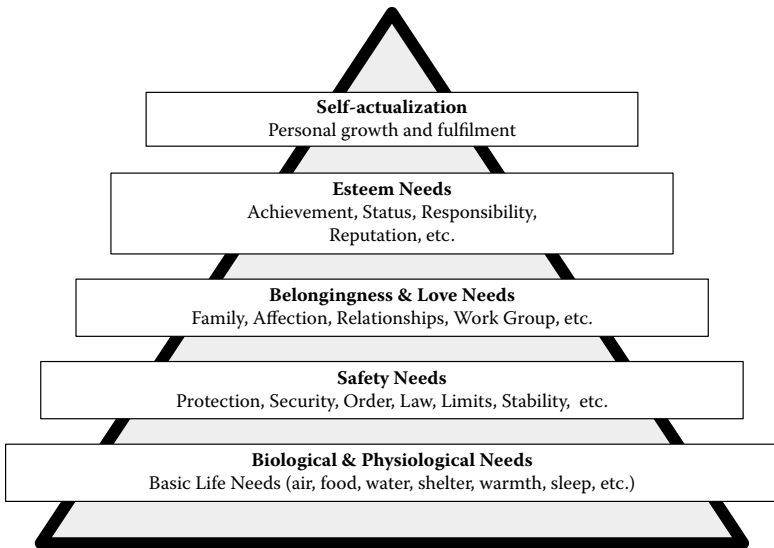 Self-actualization
Personal growth and fulfilment
Esteem Needs
Achievement, Status, Responsibility,
Reputation, etc.
Belongingness & Love Needs
Family, Affection, Relationships, Work Group, etc.
Safety Needs
Protection, Security, Order, Law, Limits, Stability, etc.
Biological & Physiological Needs
Basic Life Needs (air, food, water, shelter, warmth, sleep, etc.)